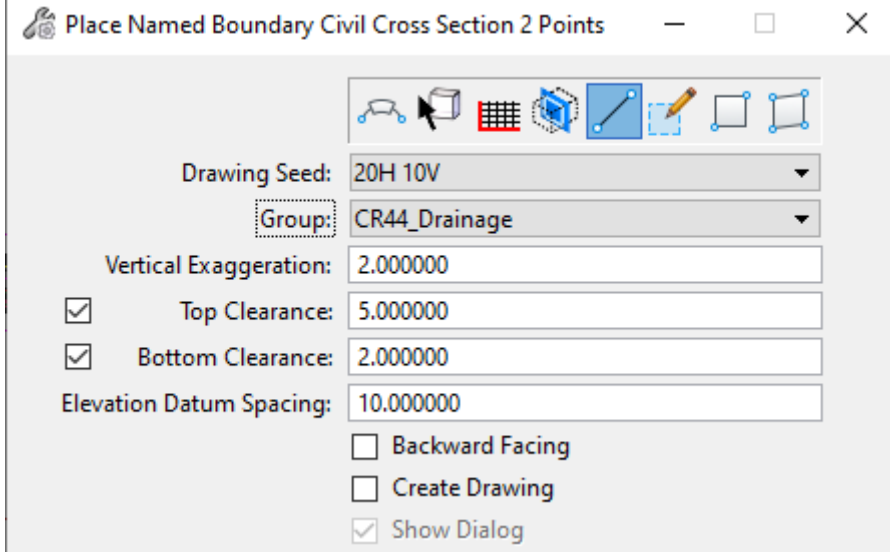 Place Named Boundary Civil Cross Section 2 Points
Drawing Seed: 20H 10V
Group: CR44_Drainage
Vertical Exaggeration: 2.000000
Top Clearance: 5.000000
Bottom Clearance: 2.000000
Elevation Datum Spacing: 10.000000
Backward Facing
Create Drawing
Show Dialog